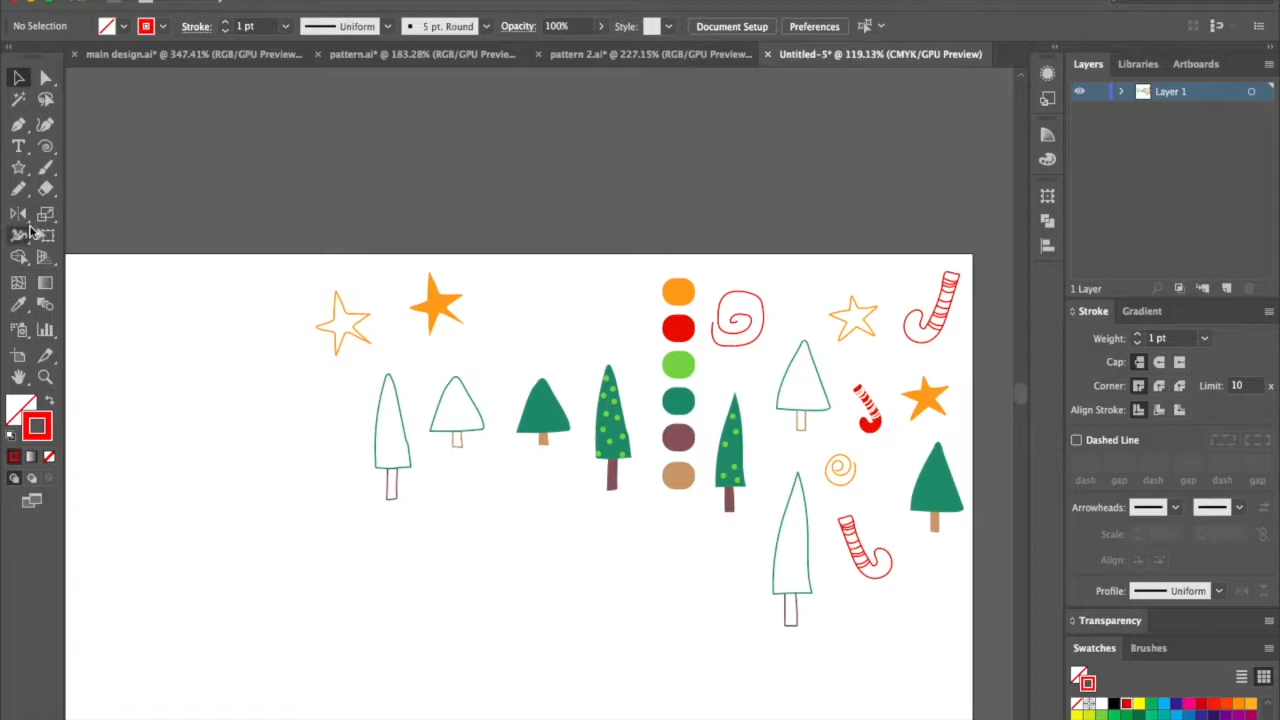 No Selection Stroke: 1 pt Uniform 5 pt. Round Opacity: 100% Style: Document Setup Preferences
main design.ai* @ 347.41% (RGB/GPU Preview... pattern.ai* @ 183.28% (RGB/GPU Previe... pattern 2.ai* @ 227.15% (RGB/GPU Preview... Untitled-5* @ 119.13% (CMYK/GPU Preview)
Layers Libraries Artboards
Layer 1
1 Layer
Stroke Gradient
Weight: 1 pt
Cap:
Corner: Limit: 10 x
Align Stroke:
Dashed Line
dash gap dash gap dash gap
Arrowheads:
Scale:
Align:
Profile: Uniform
Transparency
Swatches Brushes